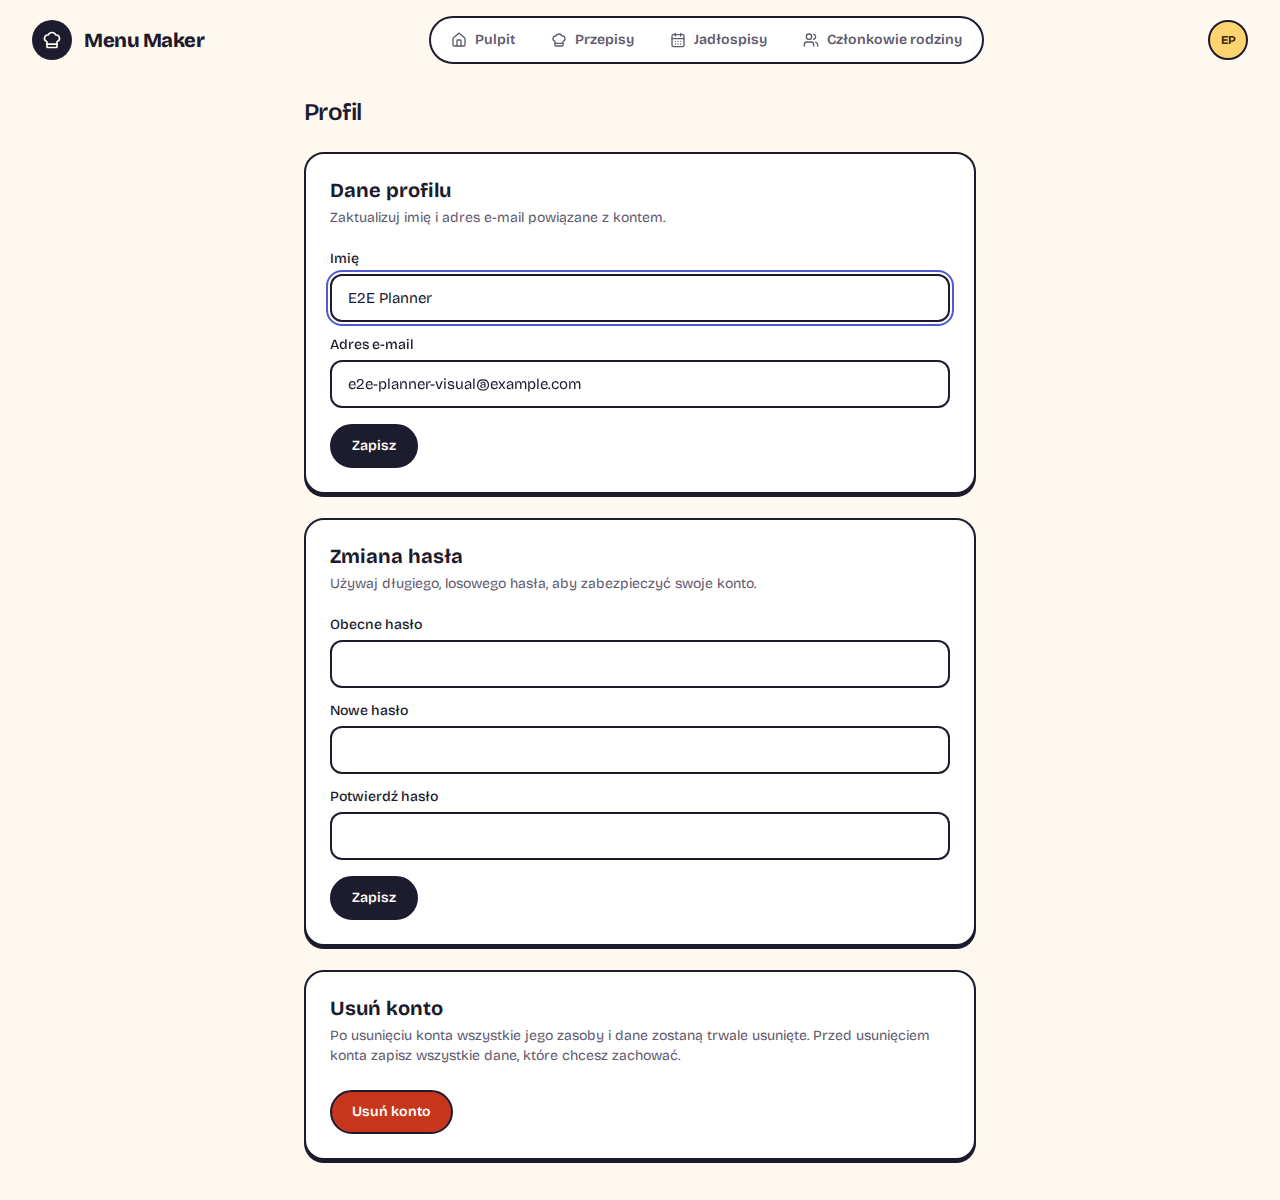 Menu Maker
Pulpit
Przepisy
Jadłospisy
Członkowie rodziny
EP
Profil
Dane profilu
Zaktualizuj imię i adres e-mail powiązane z kontem.
Imię
E2E Planner
Adres e-mail
e2e-planner-visual@example.com
Zapisz
Zmiana hasła
Używaj długiego, losowego hasła, aby zabezpieczyć swoje konto.
Obecne hasło
Nowe hasło
Potwierdź hasło
Zapisz
Usuń konto
Po usunięciu konta wszystkie jego zasoby i dane zostaną trwale usunięte. Przed usunięciem
konta zapisz wszystkie dane, które chcesz zachować.
Usuń konto